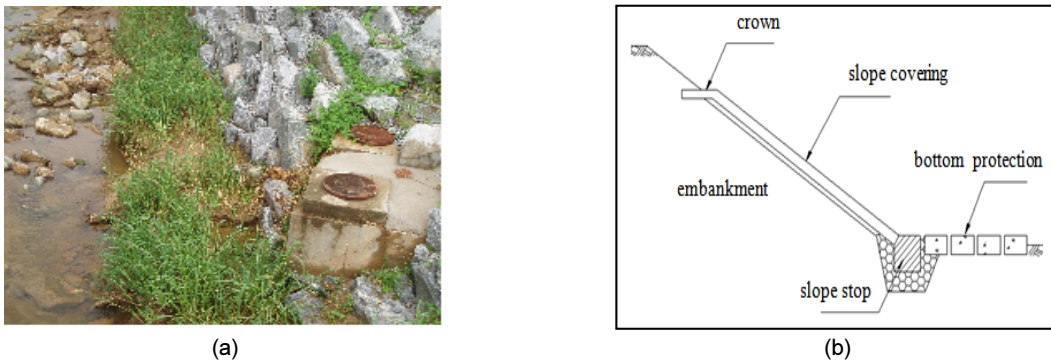 crown
slope covering
bottom protection
embankment
slope stop
(a)
(b)